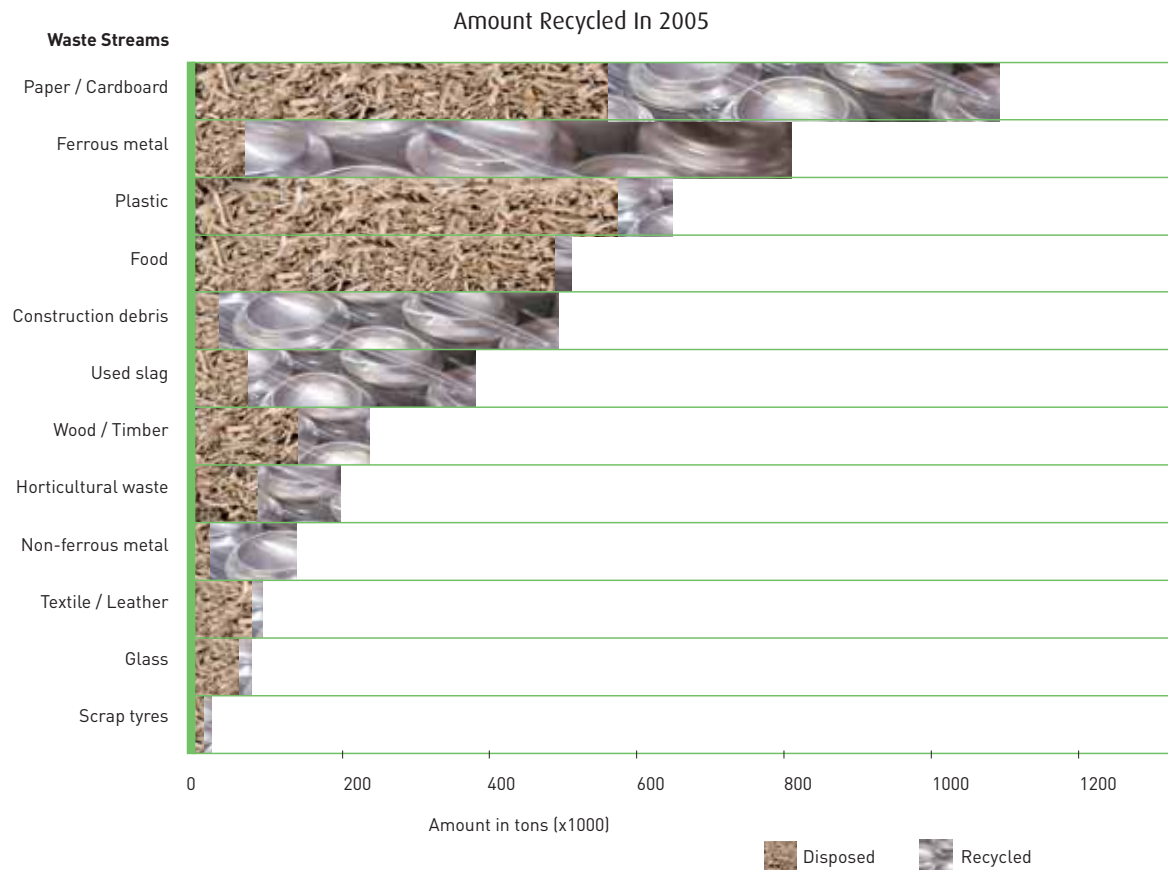 Amount Recycled In 2005
Waste Streams
Paper / Cardboard
Ferrous metal
Plastic
Food
Construction debris
Used slag
Wood / Timber
Horticultural waste
Non-ferrous metal
Textile / Leather
Glass
Scrap tyres
0 200 400 600 800 1000 1200
Amount in tons (x1000)
Disposed Recycled